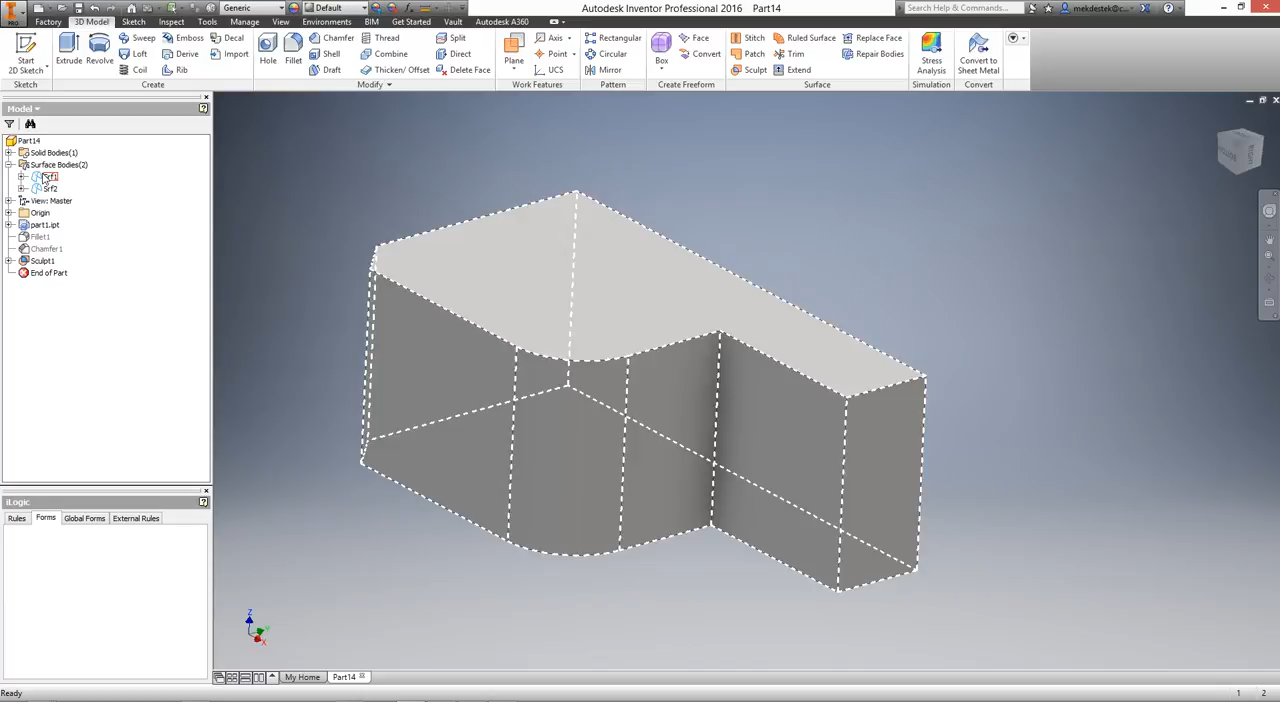 PRO
Generic
Default
Autodesk Inventor Professional 2016 Part14
Search Help & Commands...
mekdestek@c...
Factory 3D Model Sketch Inspect Tools Manage View Environments BIM Get Started Vault Autodesk A360
Start
2D Sketch
Extrude
Revolve
Sweep
Loft
Coil
Emboss
Derive
Rib
Decal
Import
Hole
Fillet
Chamfer
Shell
Draft
Thread
Combine
Thicken/ Offset
Split
Direct
Delete Face
Plane
Axis
Point
UCS
Rectangular
Circular
Mirror
Box
Face
Convert
Stitch
Patch
Sculpt
Ruled Surface
Trim
Extend
Replace Face
Repair Bodies
Stress
Analysis
Convert to
Sheet Metal
Sketch
Create
Modify
Work Features
Pattern
Create Freeform
Surface
Simulation
Convert
Model
Part14
Solid Bodies(1)
Surface Bodies(2)
Srf1
Srf2
View: Master
Origin
part1.ipt
Fillet1
Chamfer1
Sculpt1
End of Part
iLogic
Rules Forms Global Forms External Rules
RIGHT
BOTTOM
Z
Y
X
My Home
Part14
Ready
1 2